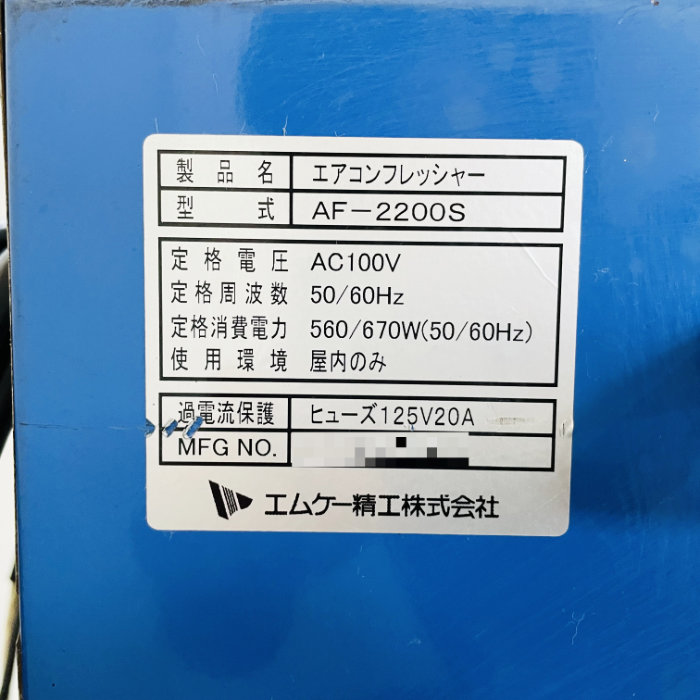 製品名 エアコンフレッシャー
型式 AF-2200S
定格電圧 AC100V
定格周波数 50/60Hz
定格消費電力 560/670W(50/60Hz)
使用環境 屋内のみ
過電流保護 ヒューズ125V20A
MFG NO.
エムケー精工株式会社